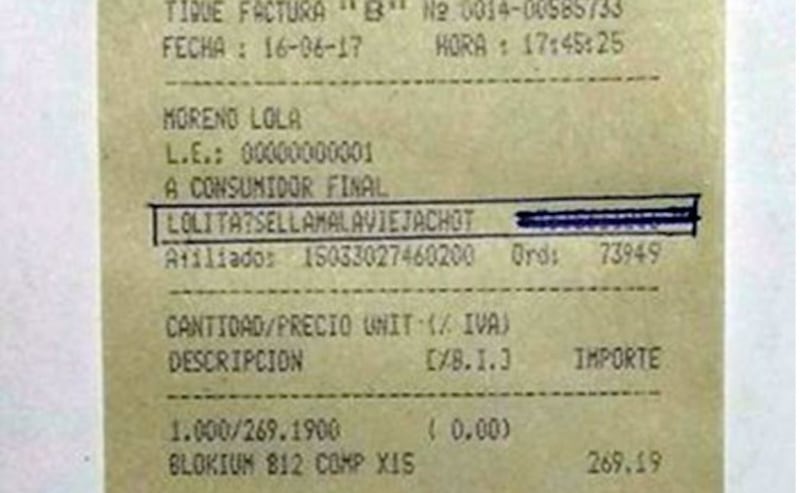 TIQUE FACTURA "B" Nº 0014-00585733
FECHA : 16-06-17 HORA : 17:45:25
MORENO LOLA
L.E.: 00000000001
A CONSUMIDOR FINAL
LOLITA?SELLAMALAVIEJACHOT
Afiliado: 15033027460200 Ord: 73949
CANTIDAD/PRECIO UNIT (% IVA)
DESCRIPCION [%B.I.] IMPORTE
1.000/269.1900 ( 0.00)
BLOKIUM B12 COMP X15 269.19